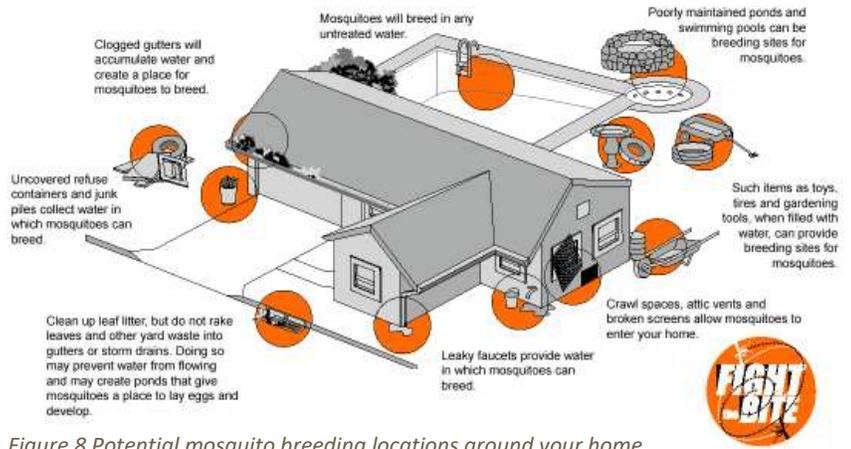 Clogged gutters will
accumulate water and
create a place for
mosquitoes to breed.
Mosquitoes will breed in any
untreated water.
Poorly maintained ponds and
swimming pools can be
breeding sites for
mosquitoes.
Uncovered refuse
containers and junk
piles collect water in
which mosquitoes can
breed.
Such items as toys,
tires and gardening
tools, when filled with
water, can provide
breeding sites for
mosquitoes.
Clean up leaf litter, but do not rake
leaves and other yard waste into
gutters or storm drains. Doing so
may prevent water from flowing
and may create ponds that give
mosquitoes a place to lay eggs and
develop.
Leaky faucets provide water
in which mosquitoes can
breed.
Crawl spaces, attic vents and
broken screens allow mosquitoes to
enter your home.
FIGHT
the BITE
Figure 8 Potential mosquito breeding locations around your home